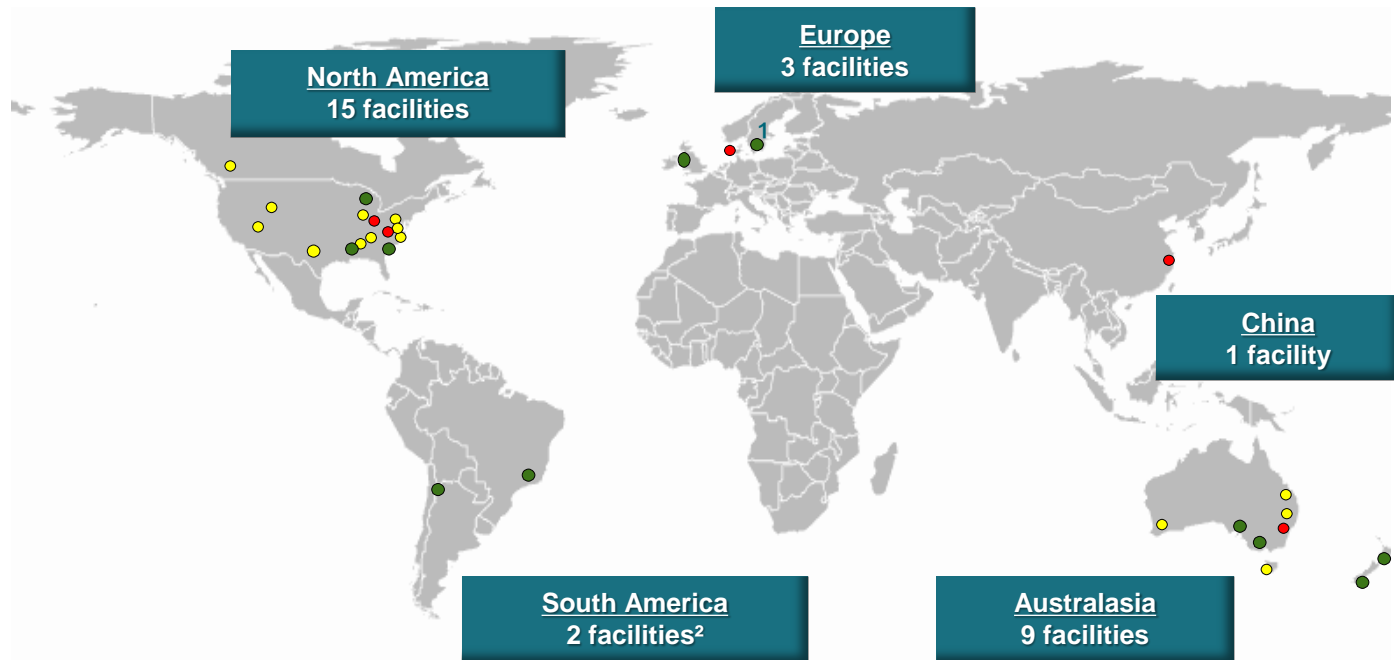 Europe
3 facilities
North America
15 facilities
1
China
1 facility
South America
2 facilities²
Australasia
9 facilities